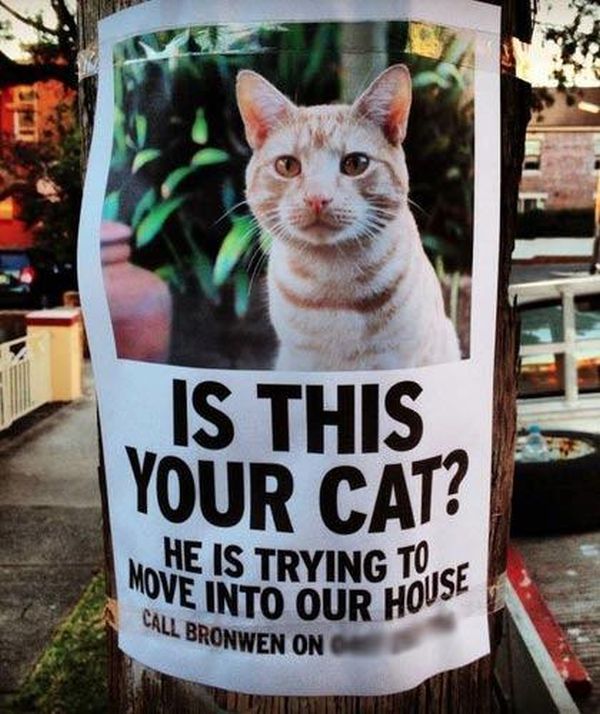 IS THIS
YOUR CAT?
HE IS TRYING TO
MOVE INTO OUR HOUSE
CALL BRONWEN ON